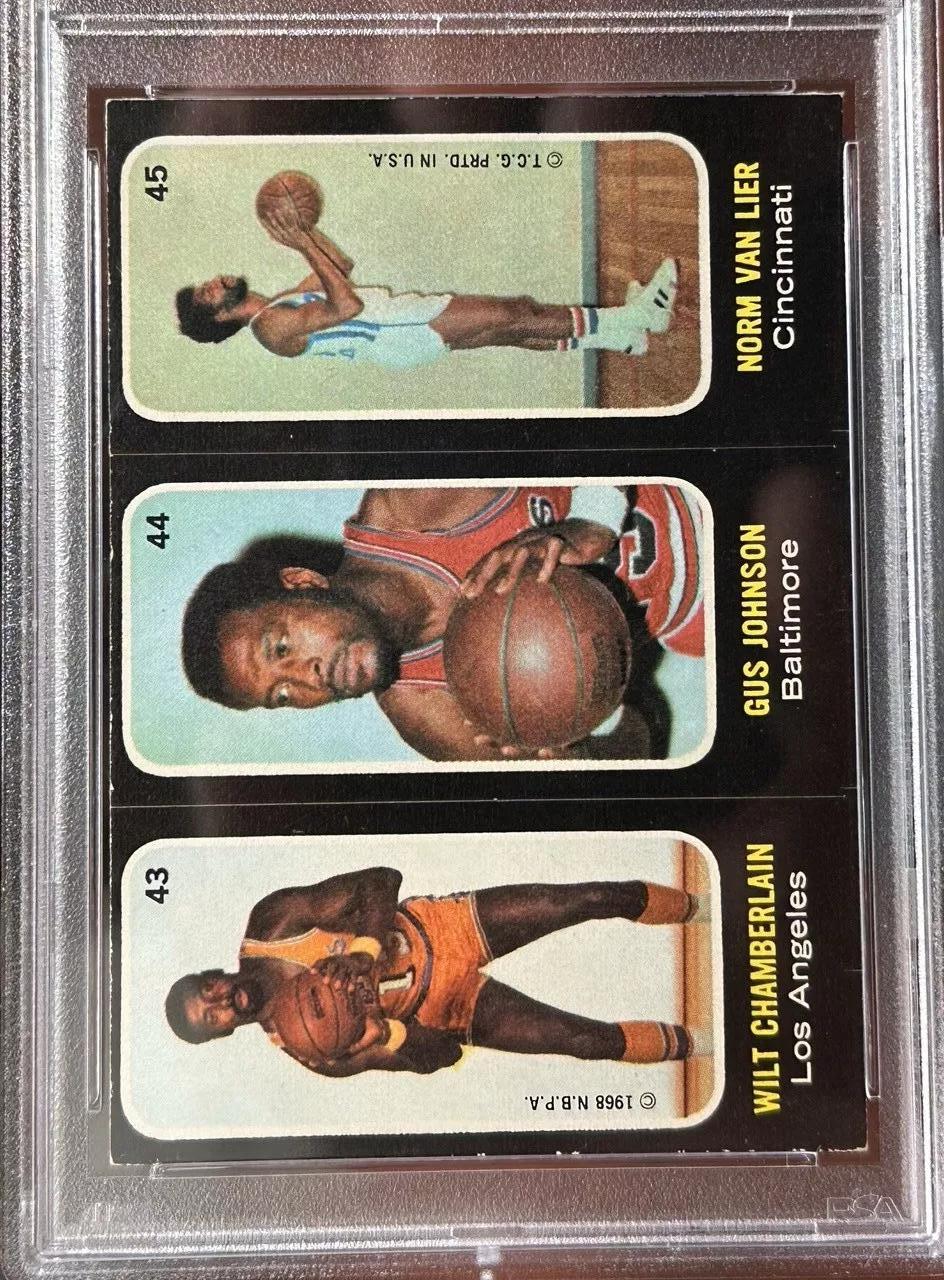 43
© 1968 N.B.P.A.
WILT CHAMBERLAIN
Los Angeles
44
GUS JOHNSON
Baltimore
45
© T.C.G. PRTD. IN U.S.A.
NORM VAN LIER
Cincinnati
PSA